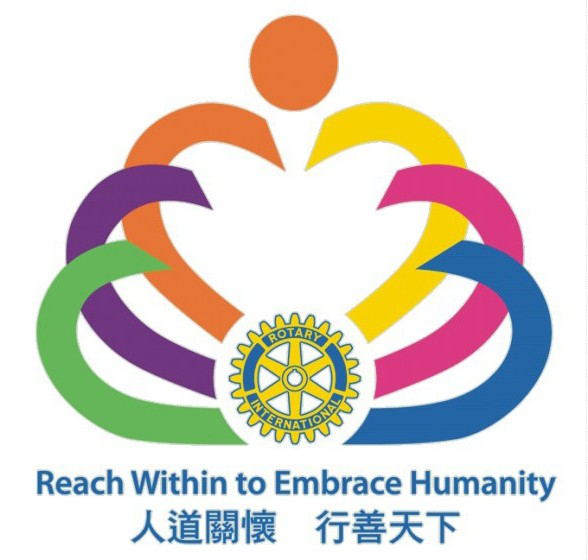 ROTARY
INTERNATIONAL
Reach Within to Embrace Humanity
人道關懷　行善天下